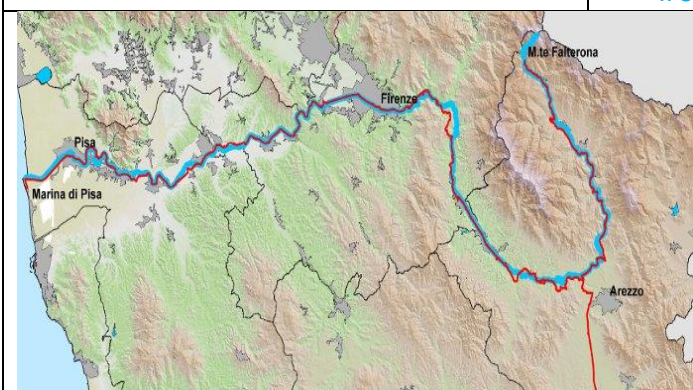 M.te Falterona
Firenze
Pisa
Marina di Pisa
Arezzo